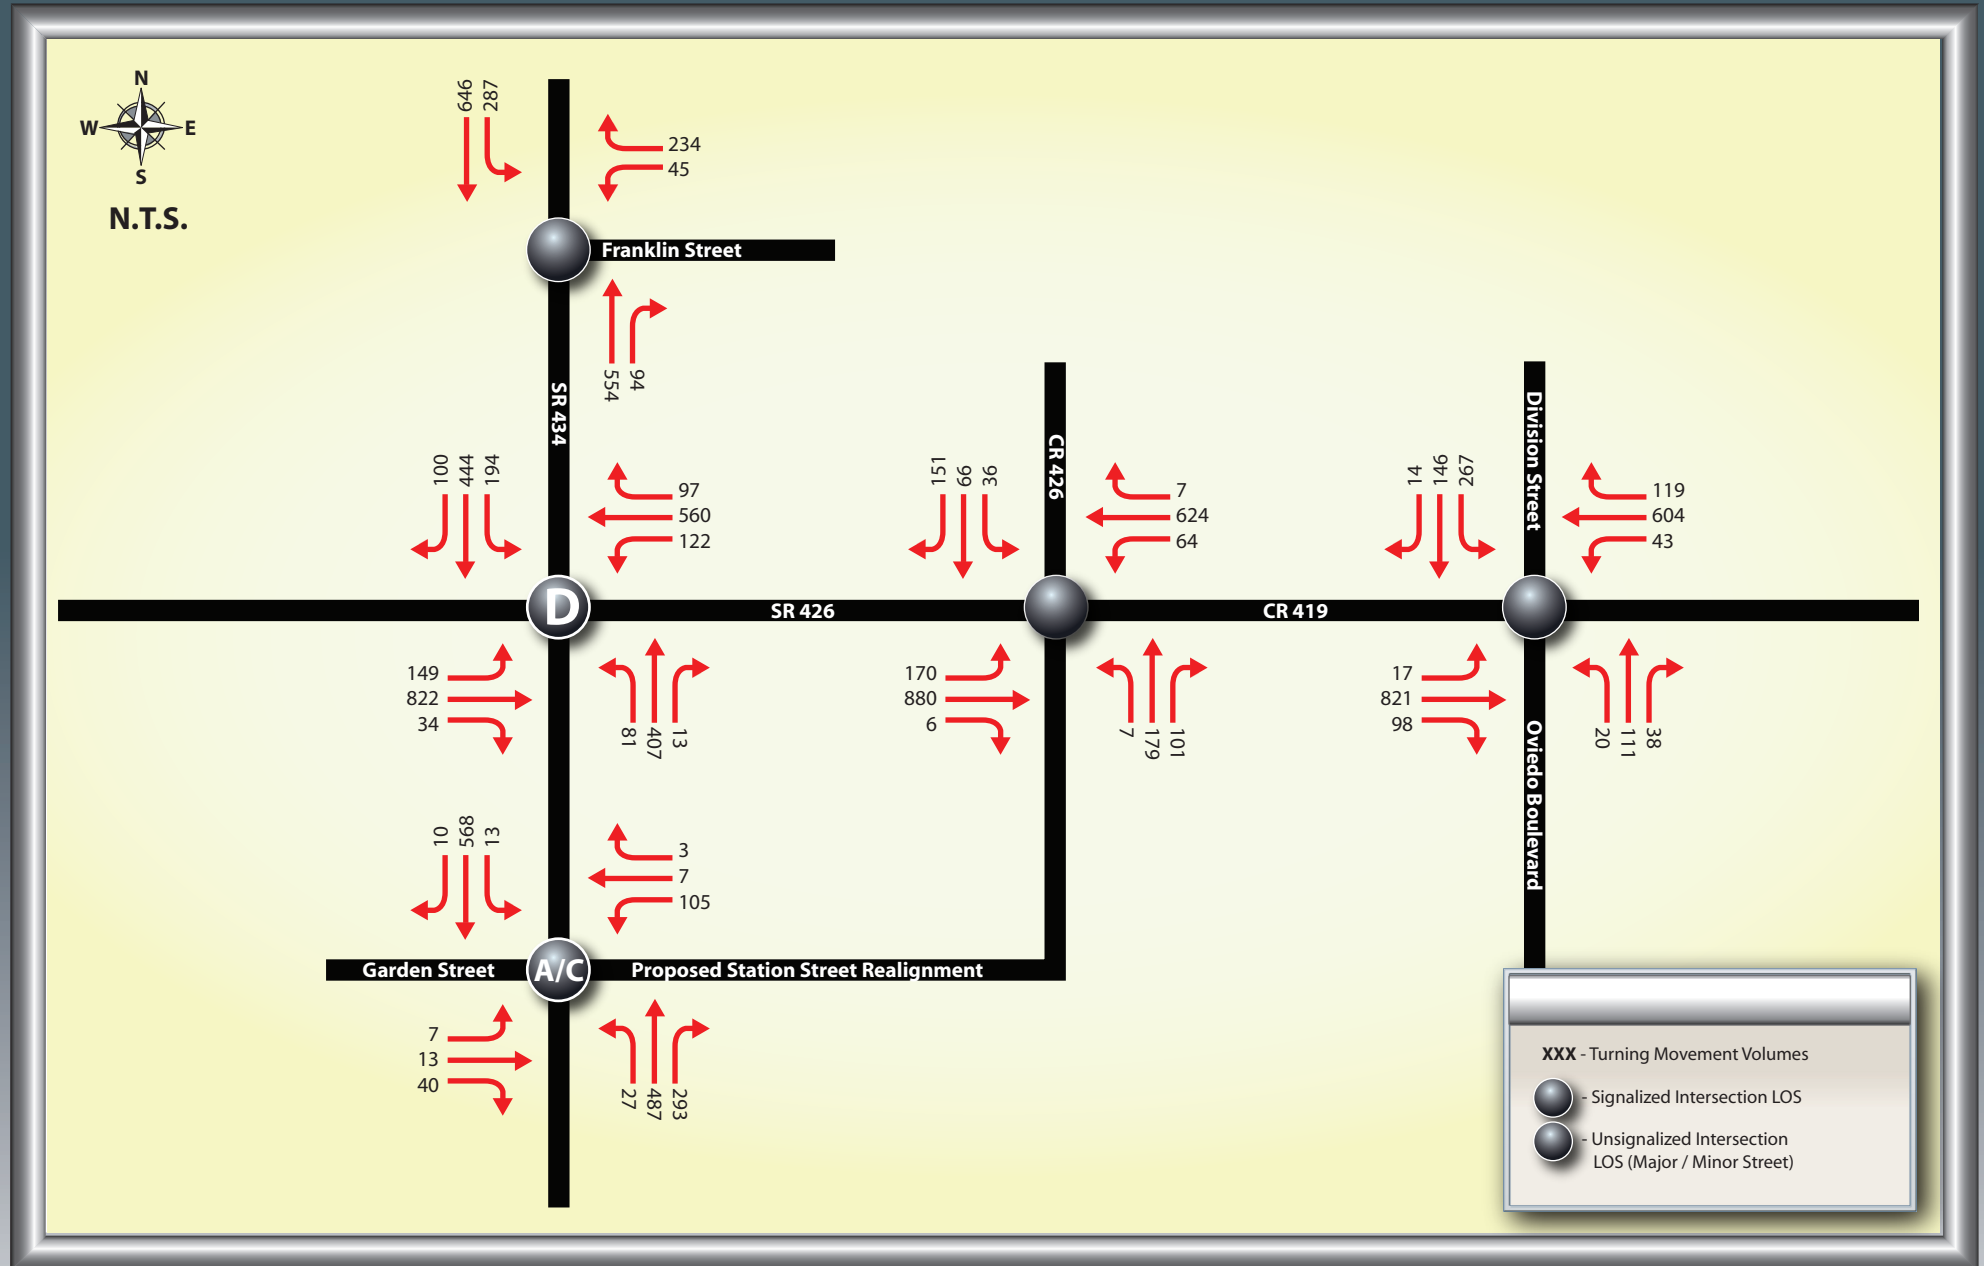 N
W E
S
N.T.S.
646
287
234
45
Franklin Street
554
94
SR 434
100
444
194
97
560
122
151
66
36
CR 426
7
624
64
14
146
267
Division Street
119
604
43
D
SR 426
CR 419
149
822
34
81
407
13
170
880
6
7
179
101
17
821
98
20
111
38
Oviedo Boulevard
10
568
13
3
7
105
Garden Street
A/C
Proposed Station Street Realignment
7
13
40
27
487
293
XXX - Turning Movement Volumes
- Signalized Intersection LOS
- Unsignalized Intersection
LOS (Major / Minor Street)